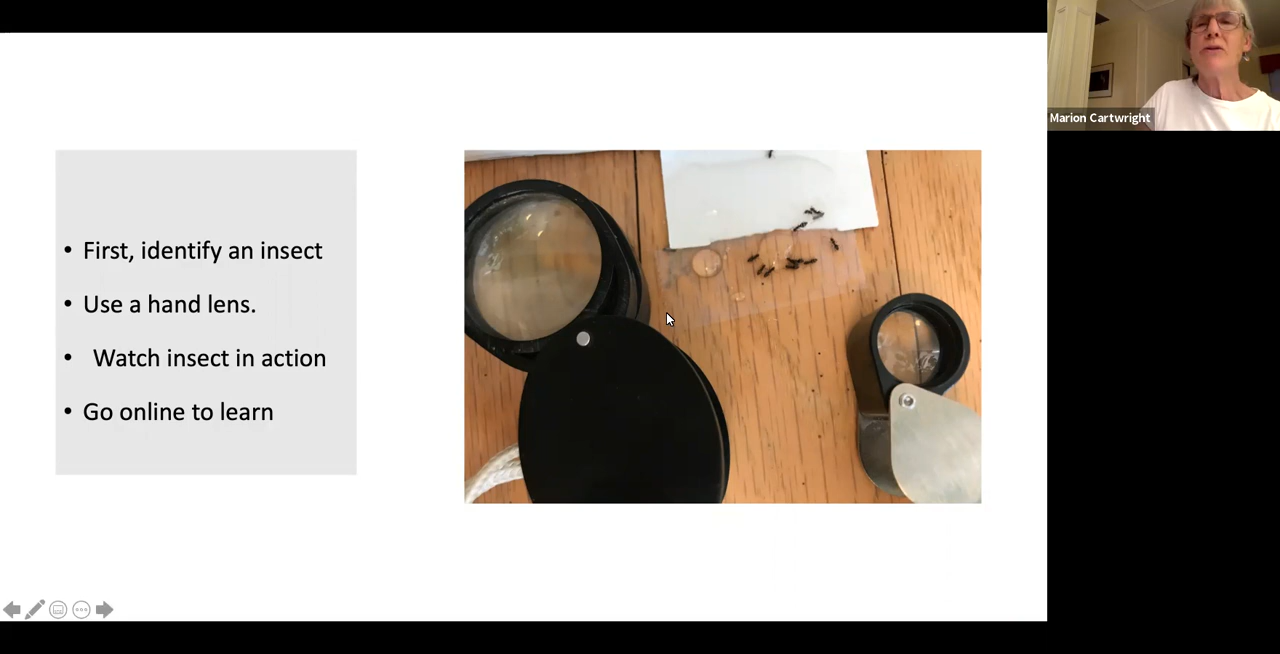 • First, identify an insect
• Use a hand lens.
• Watch insect in action
• Go online to learn
Marion Cartwright